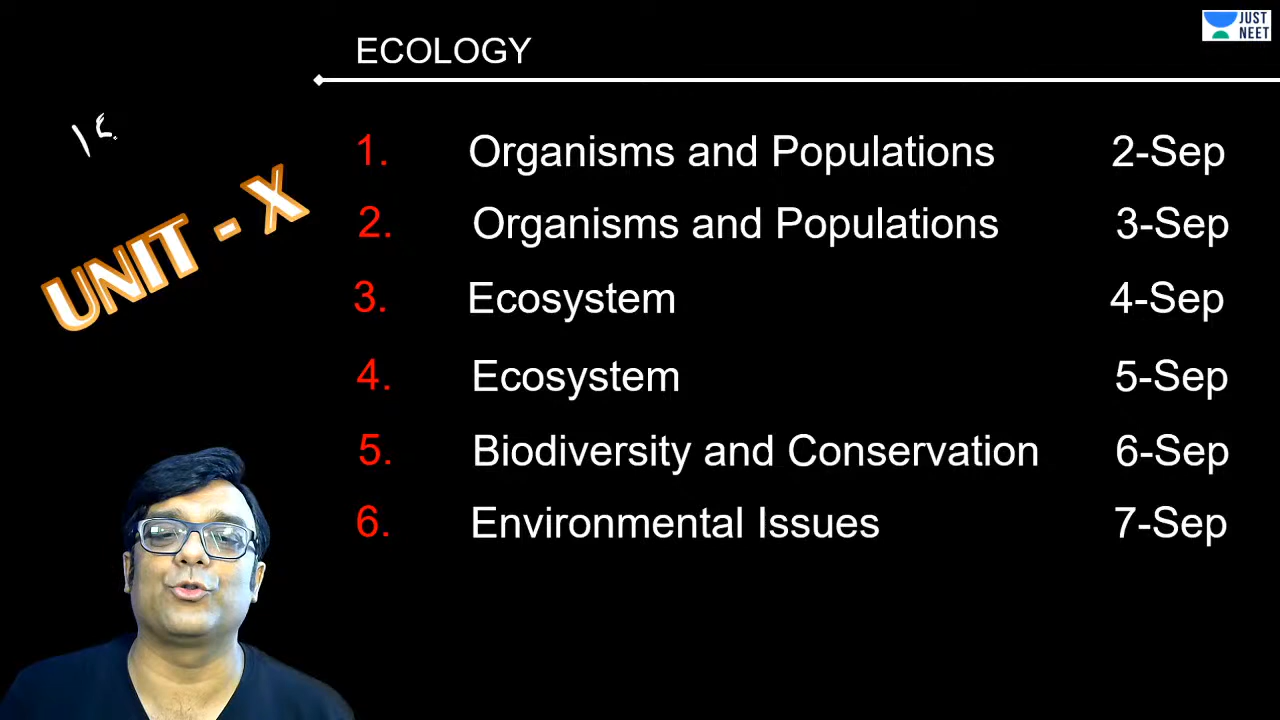 JUST
NEET
ECOLOGY
UNIT - X
1. Organisms and Populations 2-Sep
2. Organisms and Populations 3-Sep
3. Ecosystem 4-Sep
4. Ecosystem 5-Sep
5. Biodiversity and Conservation 6-Sep
6. Environmental Issues 7-Sep